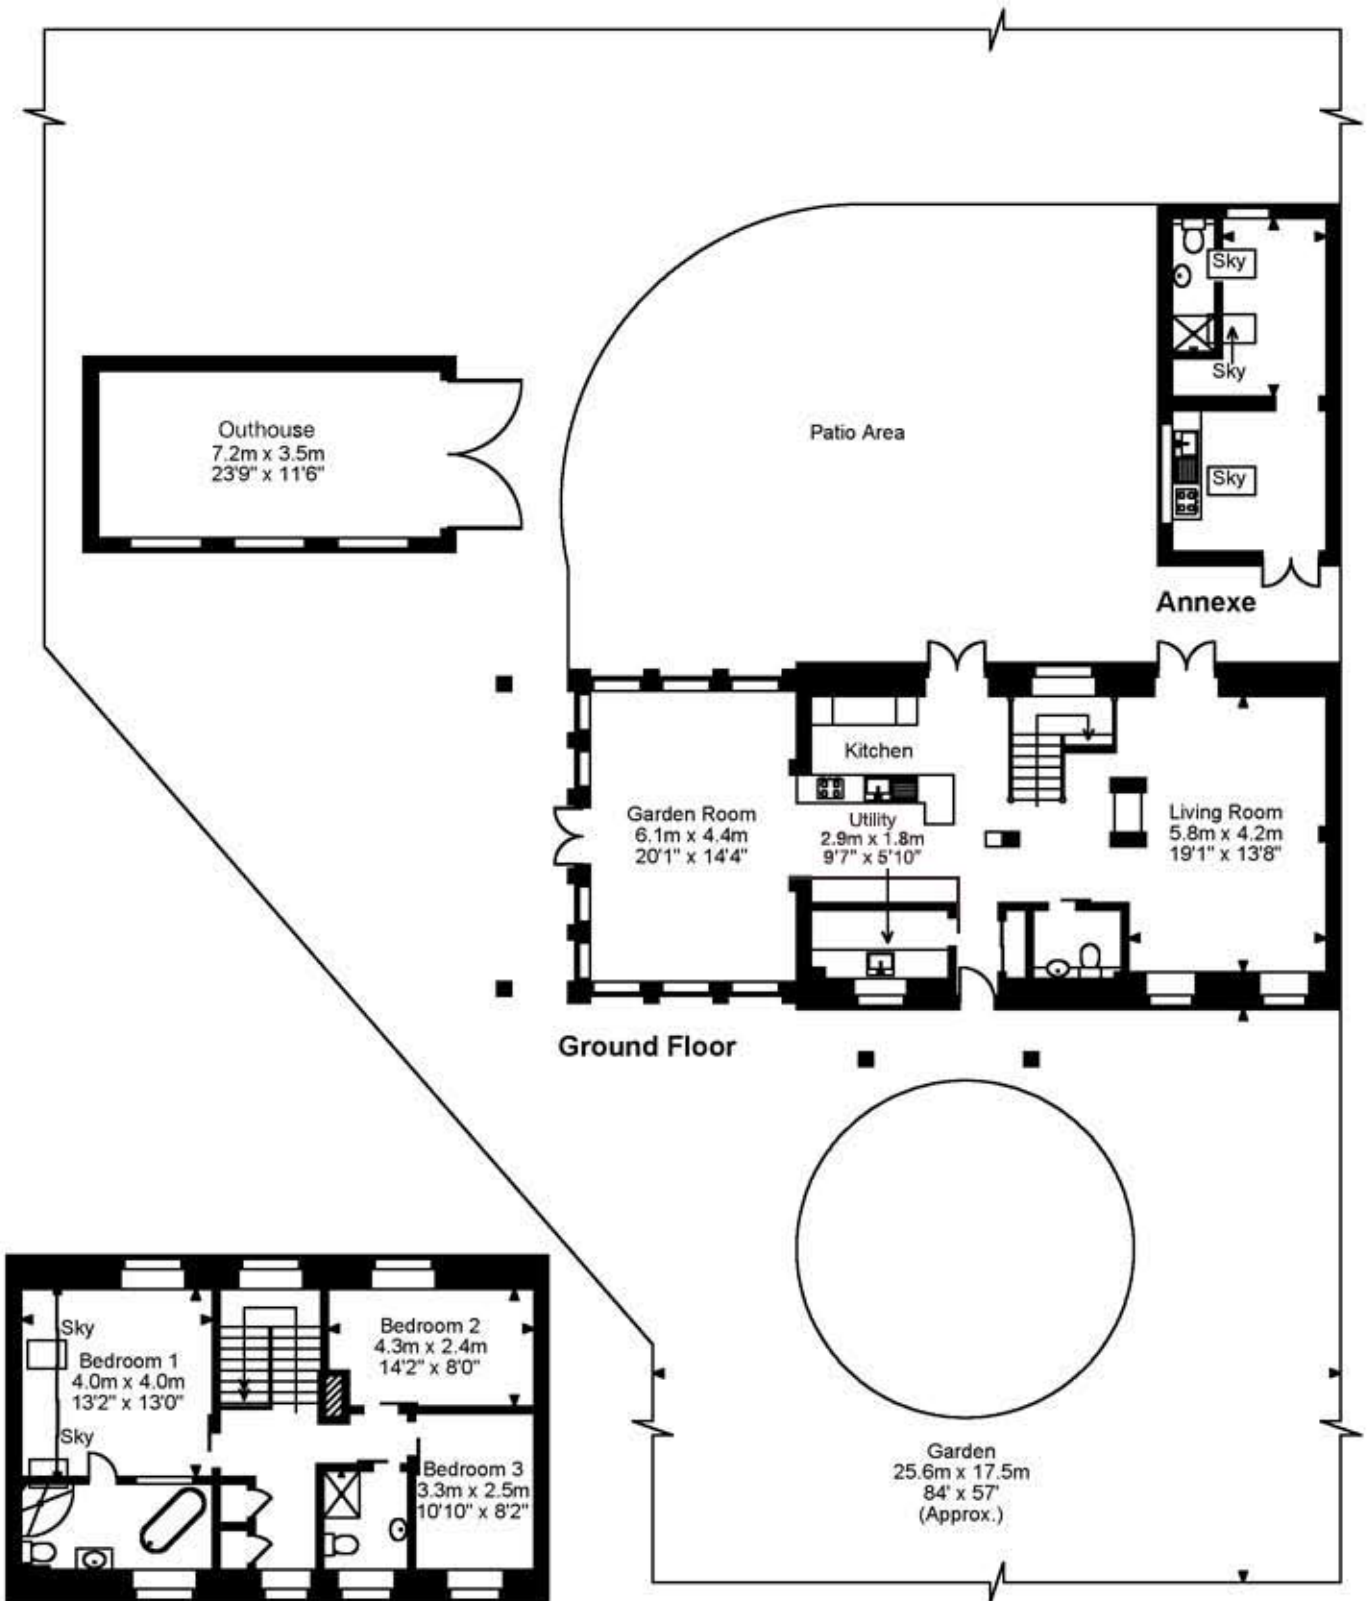 Sky
Sky
Sky
Outhouse
7.2m x 3.5m
23'9" x 11'6"
Patio Area
Annexe
Kitchen
Garden Room
6.1m x 4.4m
20'1" x 14'4"
Utility
2.9m x 1.8m
9'7" x 5'10"
Living Room
5.8m x 4.2m
19'1" x 13'8"
Ground Floor
Sky
Bedroom 1
4.0m x 4.0m
13'2" x 13'0"
Sky
Bedroom 2
4.3m x 2.4m
14'2" x 8'0"
Bedroom 3
3.3m x 2.5m
10'10" x 8'2"
Garden
25.6m x 17.5m
84' x 57'
(Approx.)